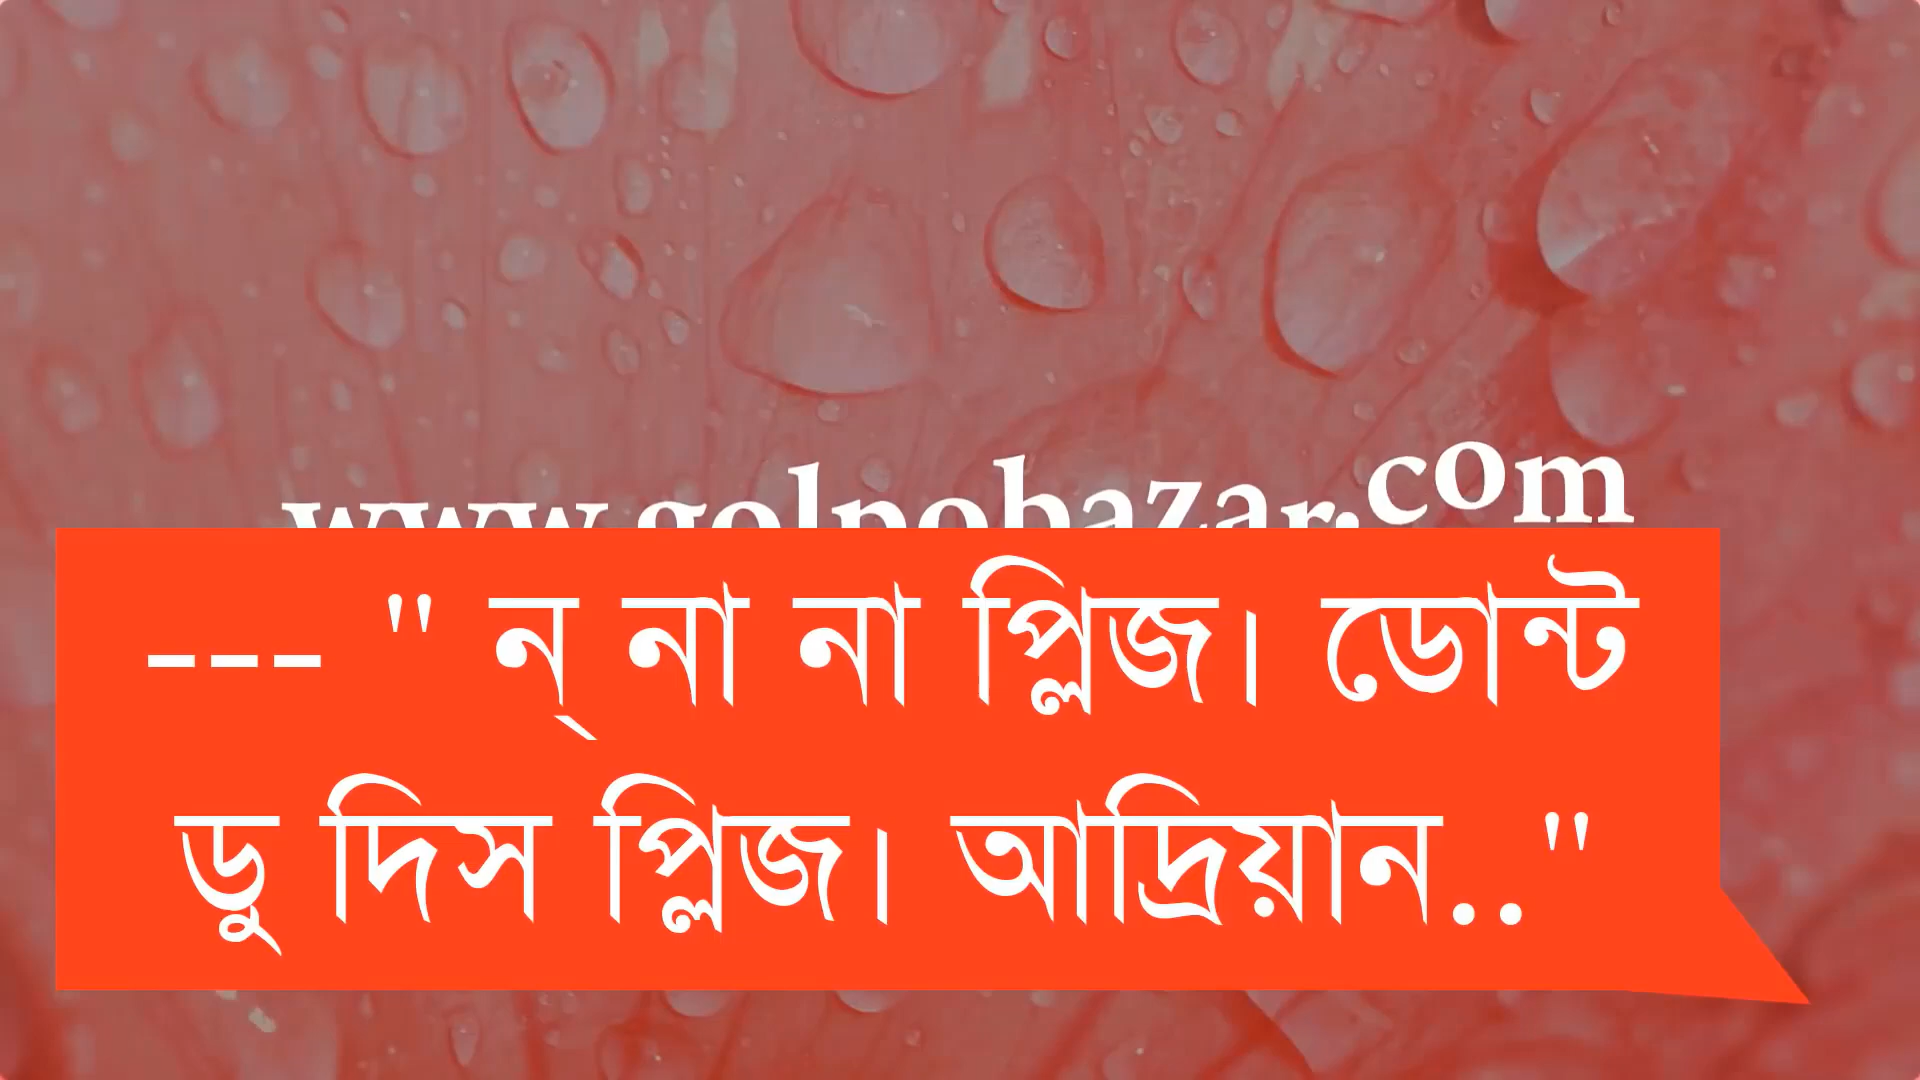 www.golpobazar.com
--- " ন্ না না প্লিজ। ডোন্ট
ডু দিস প্লিজ। আদ্রিয়ান.."